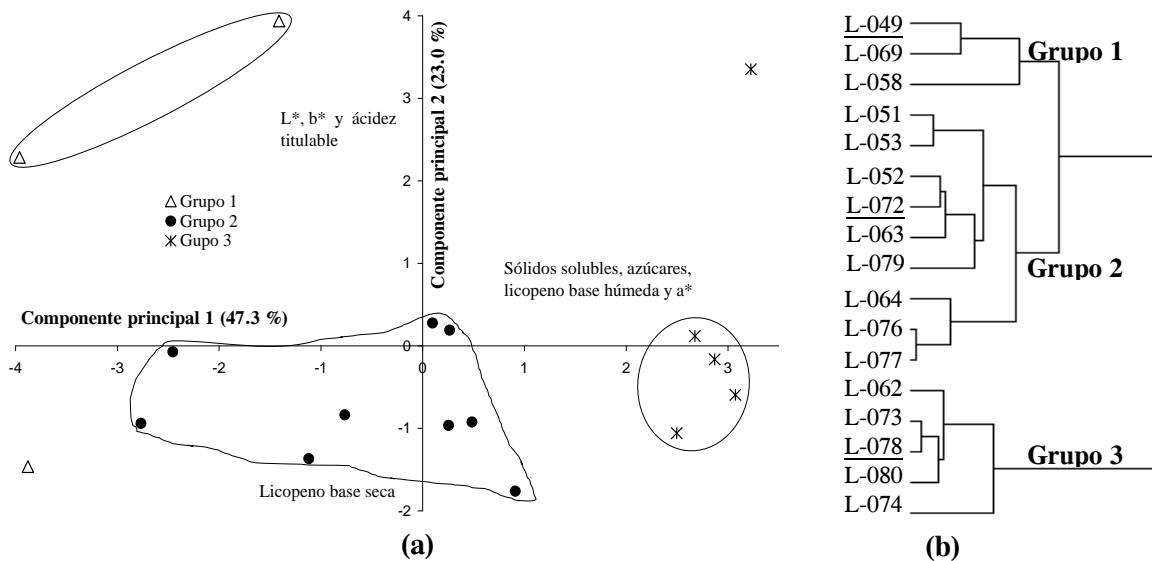 4
3
2
1
0
-1
-2
-4
-3
-2
-1
0
1
2
3
Componente principal 2 (23.0 %)
Componente principal 1 (47.3 %)
L*, b* y ácidez
titulable
Grupo 1
Grupo 2
Gupo 3
Sólidos solubles, azúcares,
licopeno base húmeda y a*
Licopeno base seca
(a)
L-049
L-069
L-058
L-051
L-053
L-052
L-072
L-063
L-079
L-064
L-076
L-077
L-062
L-073
L-078
L-080
L-074
Grupo 1
Grupo 2
Grupo 3
(b)